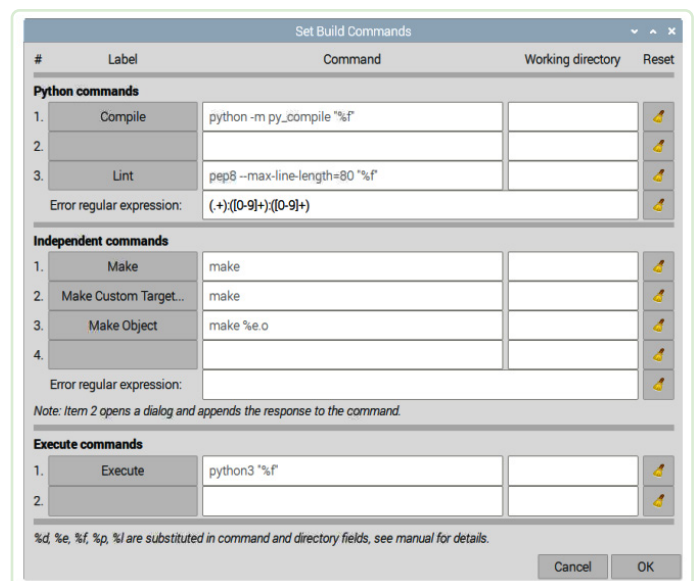 Set Build Commands
# Label Command Working directory Reset
Python commands
1. Compile python -m py_compile "%f"
2.
3. Lint pep8 --max-line-length=80 "%f"
Error regular expression: (.+):([0-9]+):([0-9]+)
Independent commands
1. Make make
2. Make Custom Target... make
3. Make Object make %e.o
4.
Error regular expression:
Note: Item 2 opens a dialog and appends the response to the command.
Execute commands
1. Execute python3 "%f"
2.
%d, %e, %f, %p, %l are substituted in command and directory fields, see manual for details.
Cancel OK